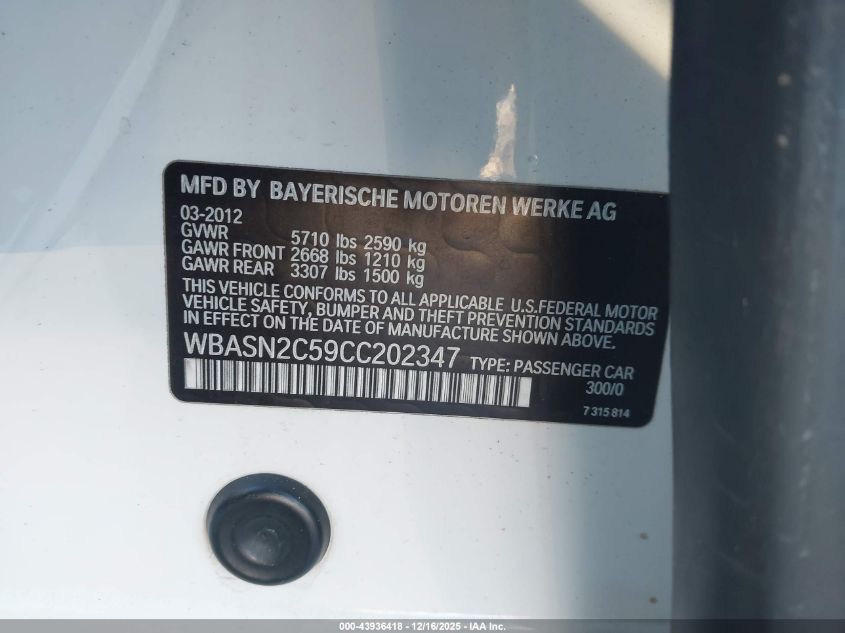 MFD BY BAYERISCHE MOTOREN WERKE AG
03-2012
GVWR 5710 lbs 2590 kg
GAWR FRONT 2668 lbs 1210 kg
GAWR REAR 3307 lbs 1500 kg
THIS VEHICLE CONFORMS TO ALL APPLICABLE U.S.FEDERAL MOTOR
VEHICLE SAFETY, BUMPER AND THEFT PREVENTION STANDARDS
IN EFFECT ON THE DATE OF MANUFACTURE SHOWN ABOVE.
WBASN2C59CC202347 TYPE: PASSENGER CAR
300/0
7 315 814
000-43936418 - 12/16/2025 - IAA Inc.